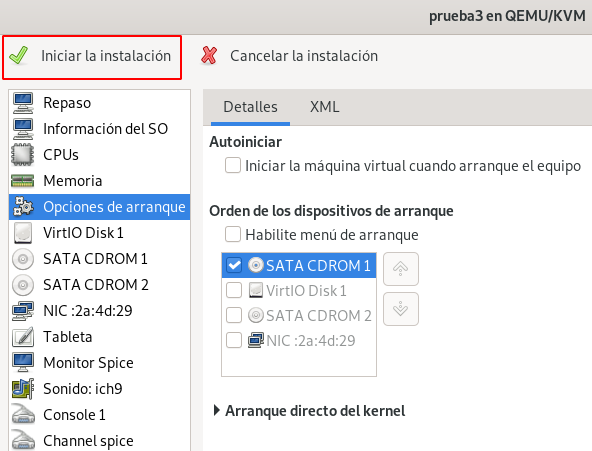 prueba3 en QEMU/KVM
Iniciar la instalación
Cancelar la instalación
Repaso
Información del SO
CPUs
Memoria
Opciones de arranque
VirtIO Disk 1
SATA CDROM 1
SATA CDROM 2
NIC :2a:4d:29
Tableta
Monitor Spice
Sonido: ich9
Console 1
Channel spice
Detalles
XML
Autoiniciar
Iniciar la máquina virtual cuando arranque el equipo
Orden de los dispositivos de arranque
Habilite menú de arranque
SATA CDROM 1
VirtIO Disk 1
SATA CDROM 2
NIC :2a:4d:29
Arranque directo del kernel